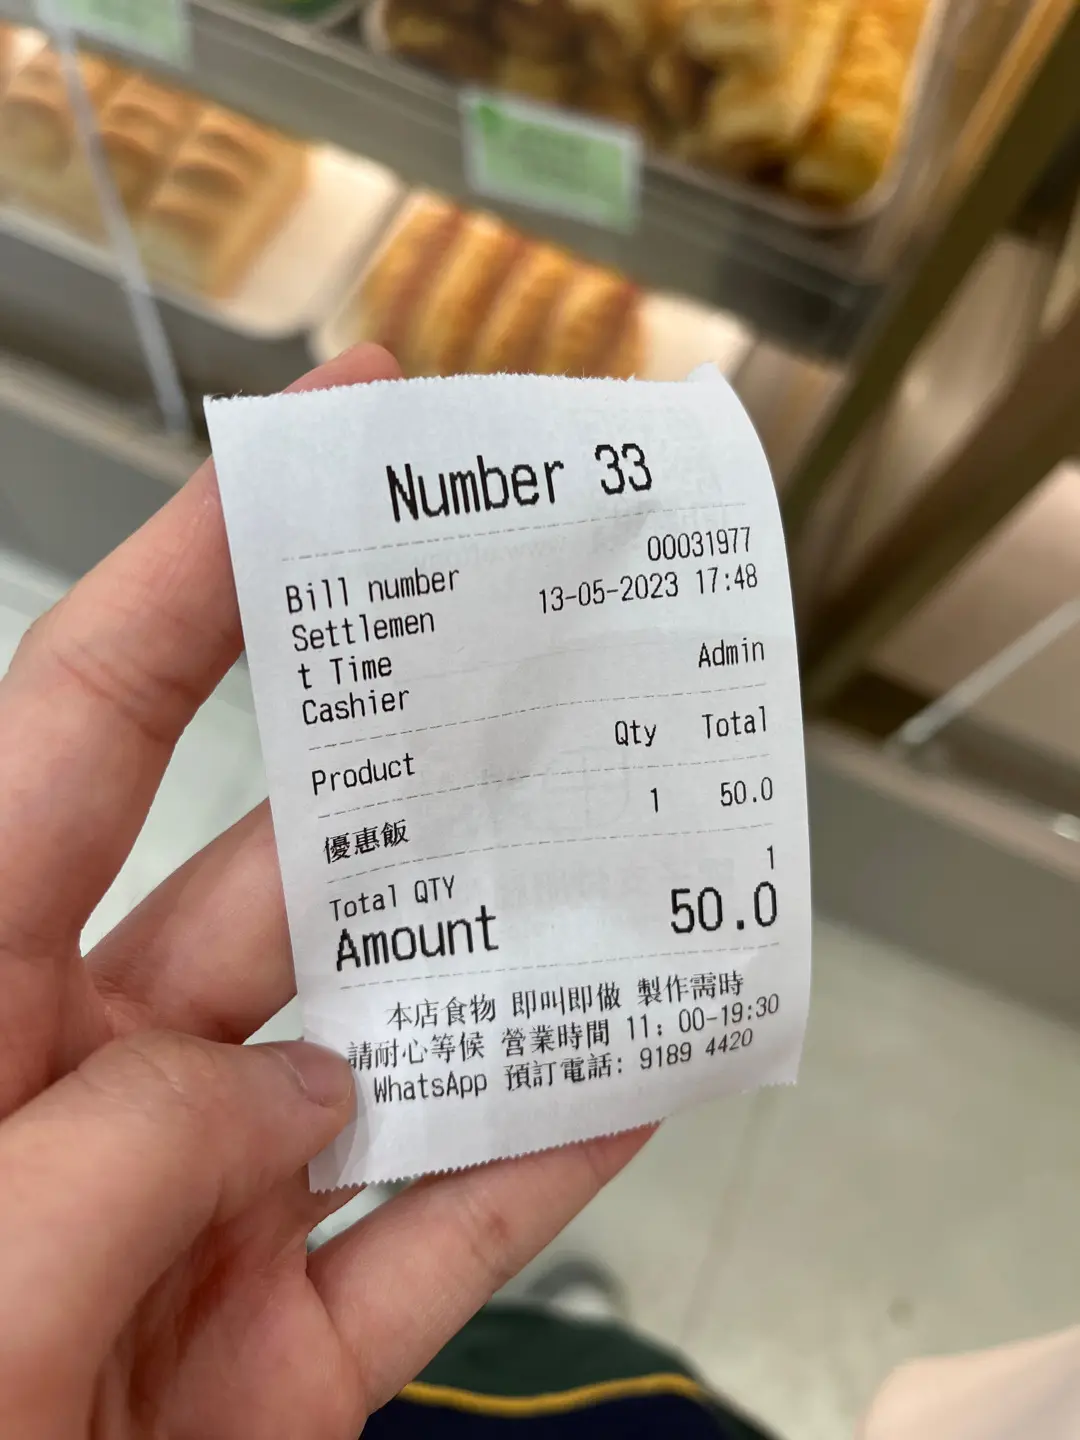 Number 33
Bill number 00031977
Settlemen 13-05-2023 17:48
t Time
Cashier Admin
Product Qty Total
優惠飯 1 50.0
Total QTY 1
Amount 50.0
本店食物 即叫即做 製作需時
請耐心等候 營業時間 11: 00-19:30
WhatsApp 預訂電話: 9189 4420